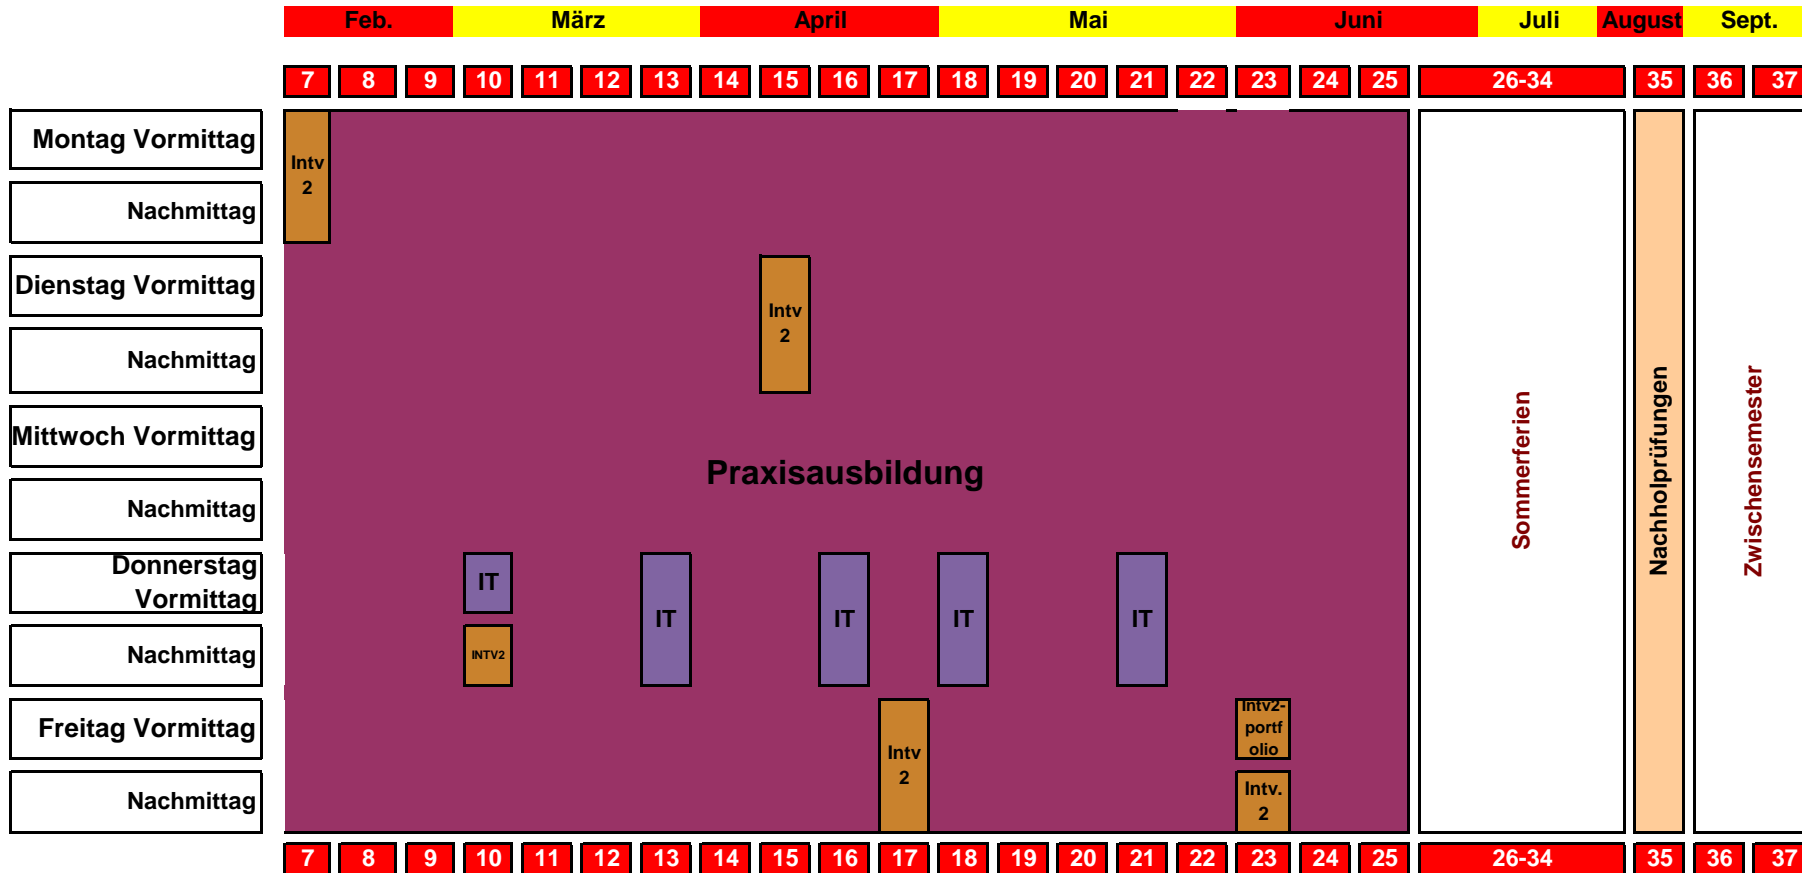 Feb. März April Mai Juni Juli August Sept.
7 8 9 10 11 12 13 14 15 16 17 18 19 20 21 22 23 24 25 26-34 35 36 37
Montag Vormittag
Intv
2
Nachmittag
Dienstag Vormittag
Intv
2
Nachmittag
Mittwoch Vormittag
Praxisausbildung
Nachmittag
Donnerstag
Vormittag
IT
IT
IT
IT
IT
Nachmittag
INTV2
Freitag Vormittag
Intv
2
Intv2-
portf
olio
Nachmittag
Intv.
2
Sommerferien
Nachholprüfungen
Zwischensemester
7 8 9 10 11 12 13 14 15 16 17 18 19 20 21 22 23 24 25 26-34 35 36 37